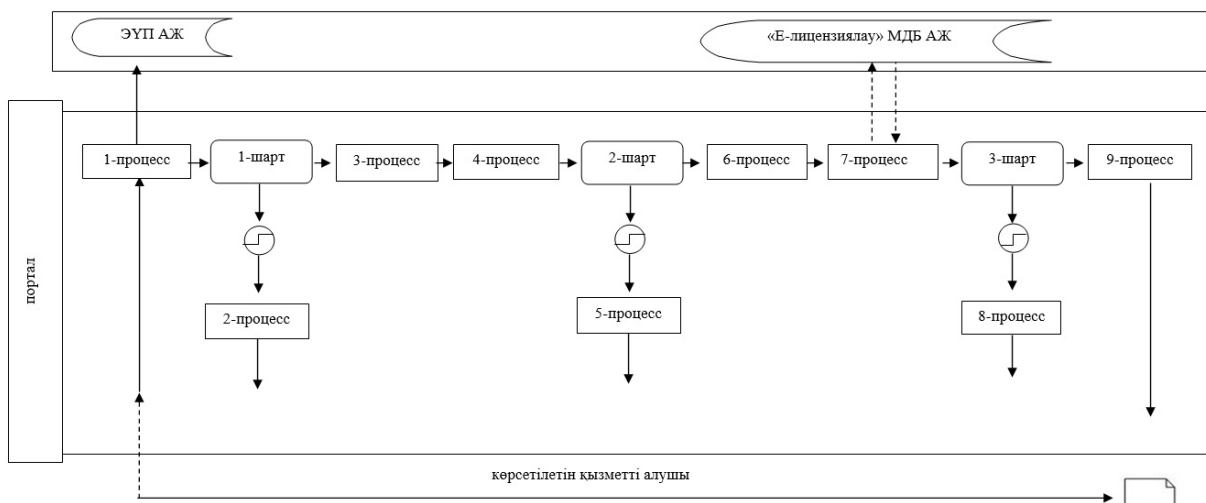 ЭҮП АЖ
«Е-лицензиялау» МДБ АЖ
портал
1-процесс
1-шарт
3-процесс
4-процесс
2-шарт
6-процесс
7-процесс
3-шарт
9-процесс
2-процесс
5-процесс
8-процесс
көрсетілетін қызметті алушы